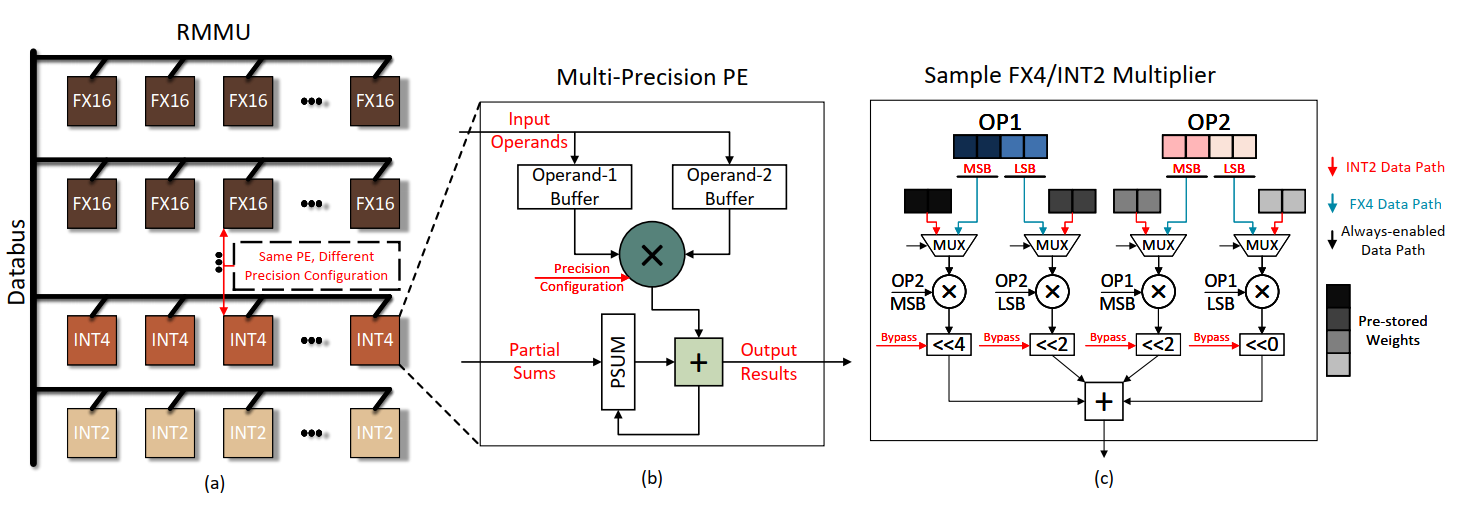 RMMU
Databus
FX16 FX16 FX16 FX16
FX16 FX16 FX16 FX16
Same PE, Different
Precision Configuration
INT4 INT4 INT4 INT4
INT2 INT2 INT2 INT2
(a)
Multi-Precision PE
Input
Operands
Operand-1
Buffer
Operand-2
Buffer
Precision
Configuration
Partial
Sums
PSUM
+
Output
Results
(b)
Sample FX4/INT2 Multiplier
OP1
OP2
MSB LSB
MSB LSB
MUX MUX MUX MUX
OP2
MSB
OP2
LSB
OP1
MSB
OP1
LSB
Bypass <<4
Bypass <<2
Bypass <<2
Bypass <<0
+
INT2 Data Path
FX4 Data Path
Always-enabled
Data Path
Pre-stored
Weights
(c)